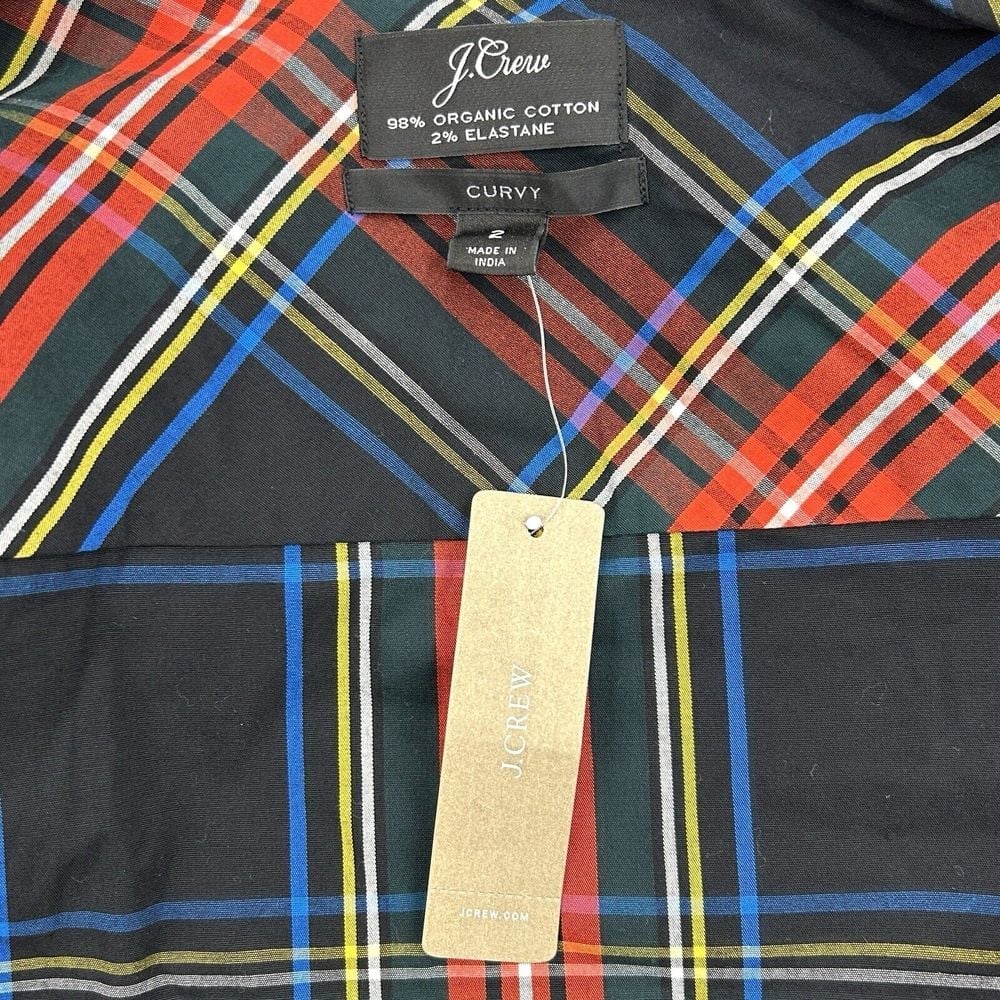 J.Crew
98% ORGANIC COTTON
2% ELASTANE
CURVY
2
MADE IN
INDIA
J.CREW
JCREW.COM